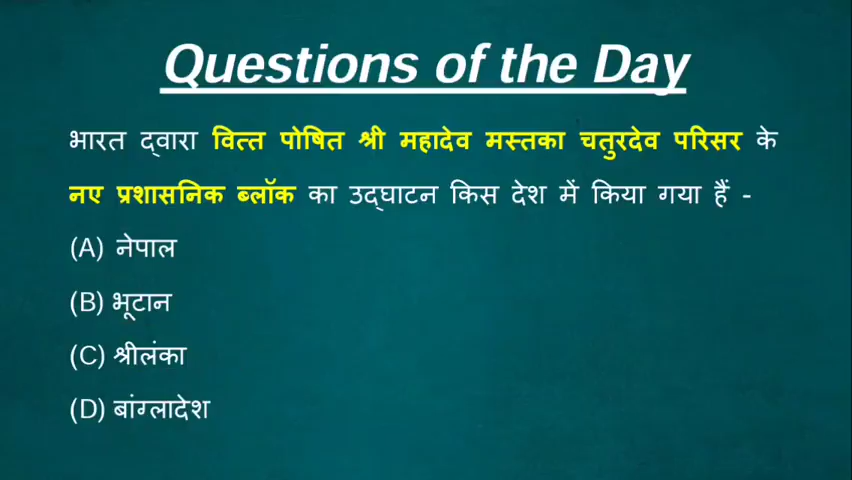 Questions of the Day
भारत द्वारा वित्त पोषित श्री महादेव मस्तका चतुरदेव परिसर के
नए प्रशासनिक ब्लॉक का उद्घाटन किस देश में किया गया हैं -
(A) नेपाल
(B) भूटान
(C) श्रीलंका
(D) बांग्लादेश